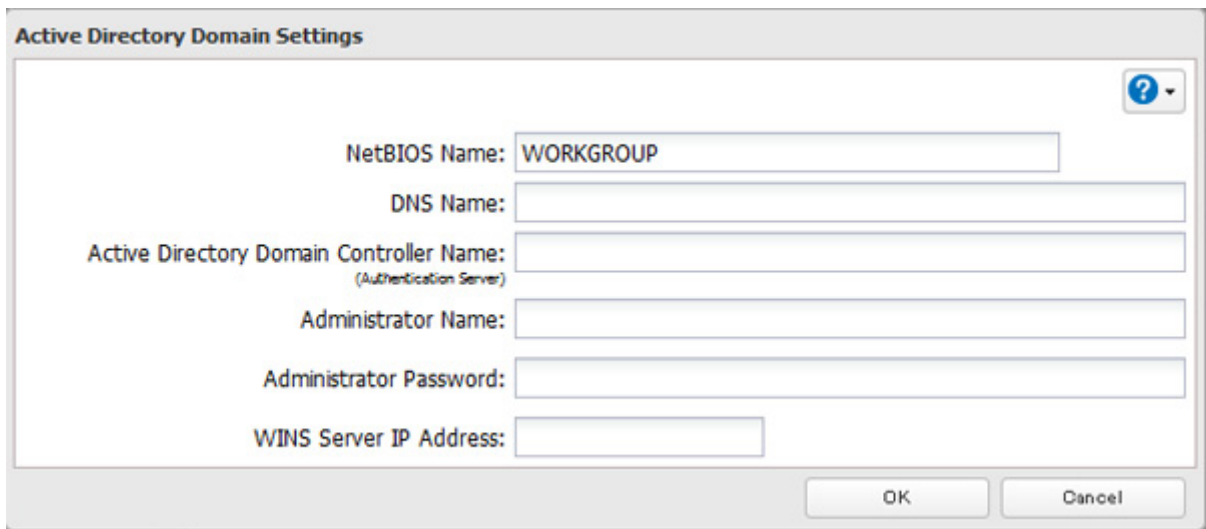 Active Directory Domain Settings
?
NetBIOS Name: WORKGROUP
DNS Name:
Active Directory Domain Controller Name:
(Authentication Server)
Administrator Name:
Administrator Password:
WINS Server IP Address:
OK Cancel